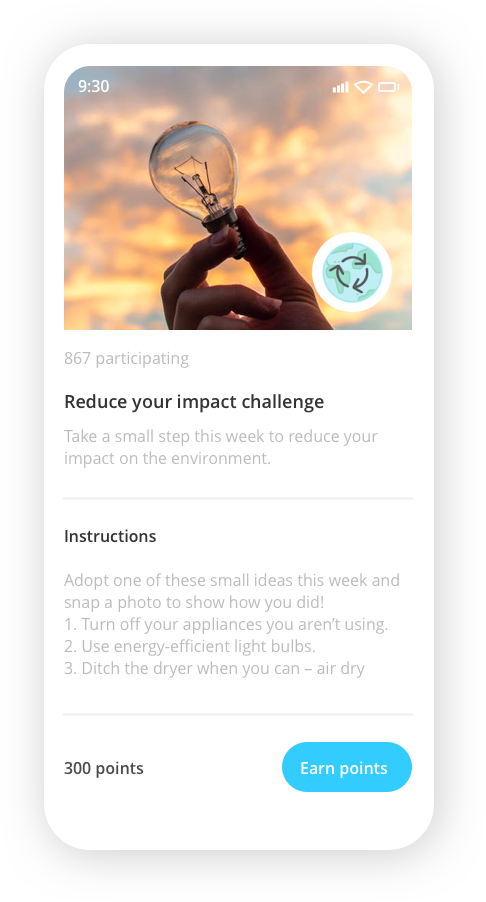 9:30
867 participating
Reduce your impact challenge
Take a small step this week to reduce your
impact on the environment.
Instructions
Adopt one of these small ideas this week and
snap a photo to show how you did!
1. Turn off your appliances you aren’t using.
2. Use energy-efficient light bulbs.
3. Ditch the dryer when you can – air dry
300 points
Earn points